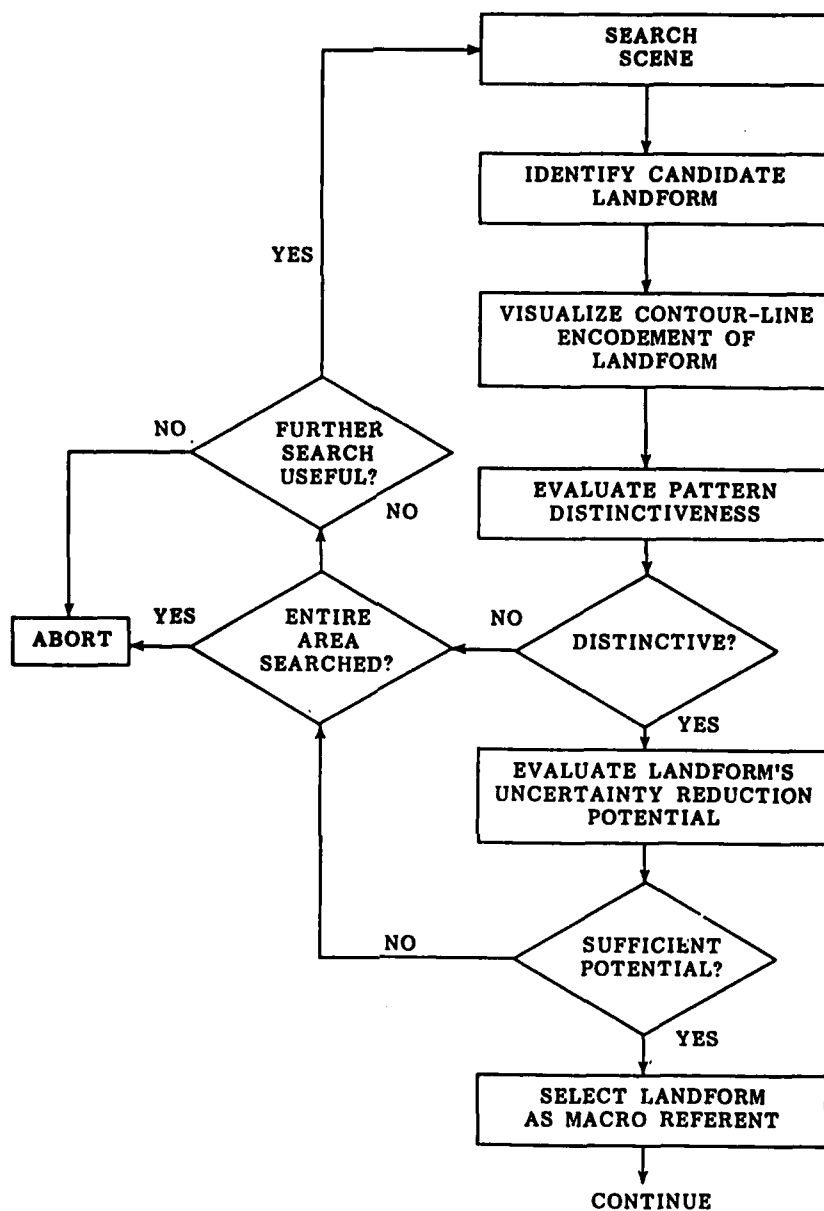 SEARCH
SCENE
IDENTIFY CANDIDATE
LANDFORM
YES
VISUALIZE CONTOUR-LINE
ENCODEMENT OF
LANDFORM
NO
FURTHER
SEARCH
USEFUL?
NO
EVALUATE PATTERN
DISTINCTIVENESS
ABORT
YES
ENTIRE
AREA
SEARCHED?
NO
DISTINCTIVE?
YES
EVALUATE LANDFORM'S
UNCERTAINTY REDUCTION
POTENTIAL
NO
SUFFICIENT
POTENTIAL?
YES
SELECT LANDFORM
AS MACRO REFERENT
CONTINUE